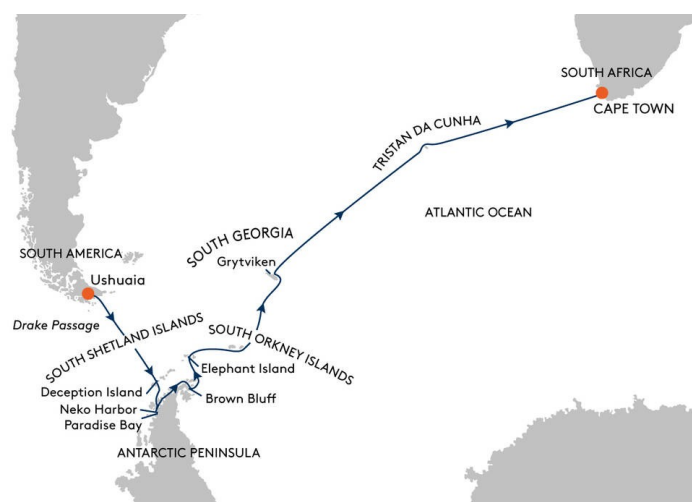 SOUTH AFRICA
CAPE TOWN
TRISTAN DA CUNHA
ATLANTIC OCEAN
SOUTH GEORGIA
Grytviken
SOUTH AMERICA
Ushuaia
Drake Passage
SOUTH SHETLAND ISLANDS
SOUTH ORKNEY ISLANDS
Elephant Island
Deception Island
Brown Bluff
Neko Harbor
Paradise Bay
ANTARCTIC PENINSULA